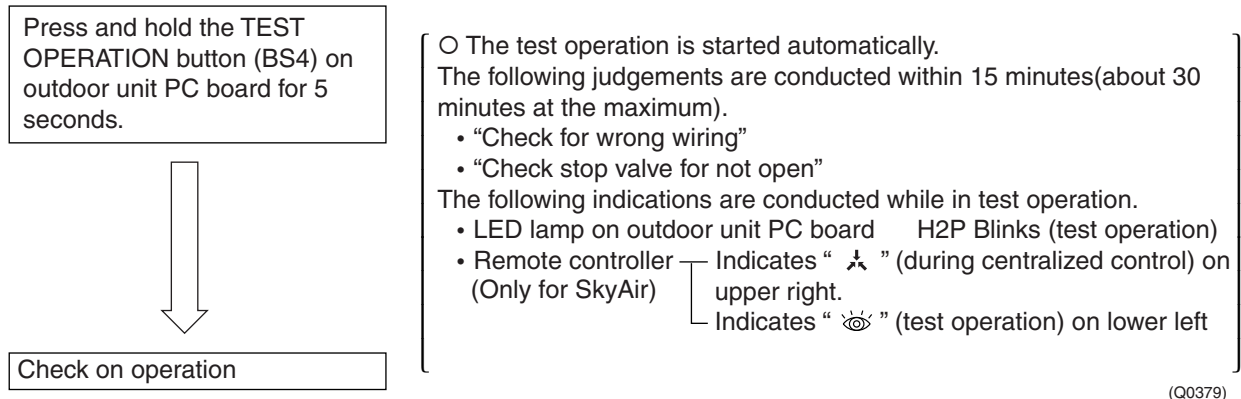 Press and hold the TEST
OPERATION button (BS4) on
outdoor unit PC board for 5
seconds.
Check on operation
○ The test operation is started automatically.
The following judgements are conducted within 15 minutes(about 30
minutes at the maximum).
• “Check for wrong wiring”
• “Check stop valve for not open”
The following indications are conducted while in test operation.
• LED lamp on outdoor unit PC board H2P Blinks (test operation)
• Remote controller Indicates “ ” (during centralized control) on
(Only for SkyAir) upper right.
Indicates “ ” (test operation) on lower left
(Q0379)